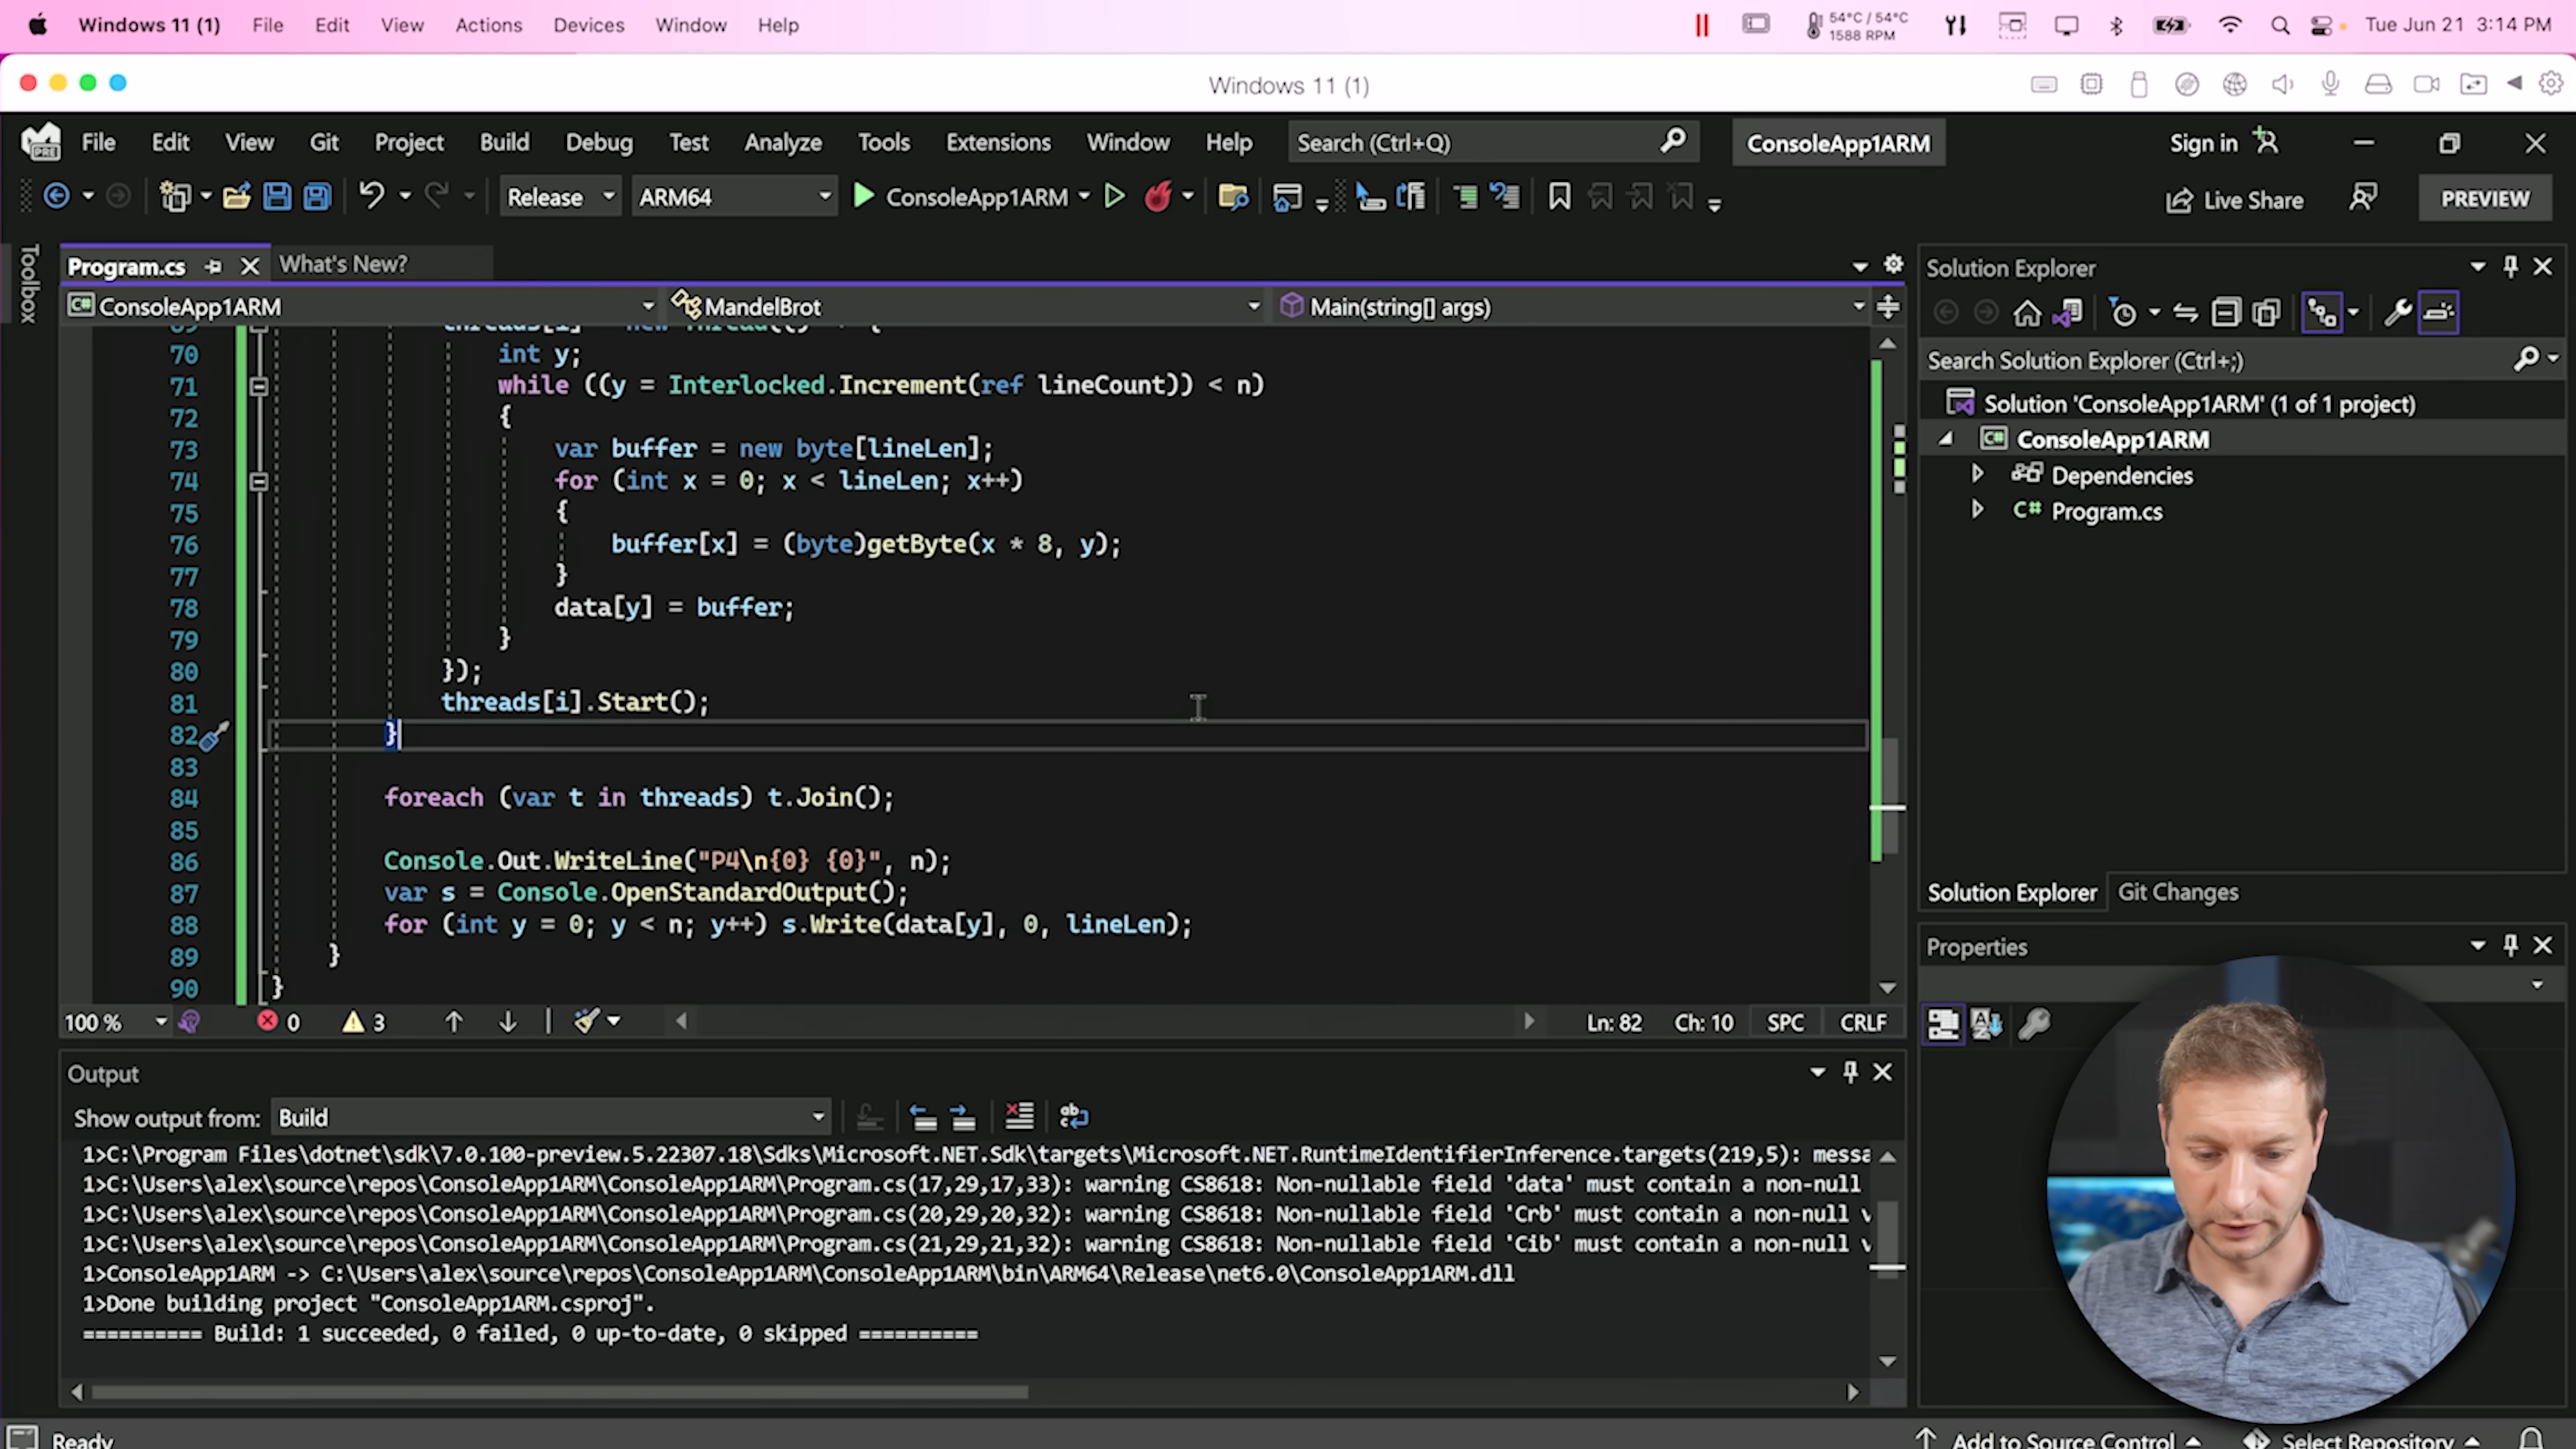 Windows 11 (1) File Edit View Actions Devices Window Help 54°C / 54°C 1588 RPM Tue Jun 21 3:14 PM
Windows 11 (1)
PRE File Edit View Git Project Build Debug Test Analyze Tools Extensions Window Help Search (Ctrl+Q) ConsoleApp1ARM Sign in
Release ARM64 ConsoleApp1ARM Live Share PREVIEW
Toolbox
Program.cs What's New?
C# ConsoleApp1ARM MandelBrot Main(string[] args)
70 int y;
71 while ((y = Interlocked.Increment(ref lineCount)) < n)
72 {
73 var buffer = new byte[lineLen];
74 for (int x = 0; x < lineLen; x++)
75 {
76 buffer[x] = (byte)getByte(x * 8, y);
77 }
78 data[y] = buffer;
79 }
80 });
81 threads[i].Start();
82 }
83
84 foreach (var t in threads) t.Join();
85
86 Console.Out.WriteLine("P4\n{0} {0}", n);
87 var s = Console.OpenStandardOutput();
88 for (int y = 0; y < n; y++) s.Write(data[y], 0, lineLen);
89 }
90 }
100 % 0 3 Ln: 82 Ch: 10 SPC CRLF
Output
Show output from: Build
1>C:\Program Files\dotnet\sdk\7.0.100-preview.5.22307.18\Sdks\Microsoft.NET.Sdk\targets\Microsoft.NET.RuntimeIdentifierInference.targets(219,5): messa
1>C:\Users\alex\source\repos\ConsoleApp1ARM\ConsoleApp1ARM\Program.cs(17,29,17,33): warning CS8618: Non-nullable field 'data' must contain a non-null
1>C:\Users\alex\source\repos\ConsoleApp1ARM\ConsoleApp1ARM\Program.cs(20,29,20,32): warning CS8618: Non-nullable field 'Crb' must contain a non-null v
1>C:\Users\alex\source\repos\ConsoleApp1ARM\ConsoleApp1ARM\Program.cs(21,29,21,32): warning CS8618: Non-nullable field 'Cib' must contain a non-null v
1>ConsoleApp1ARM -> C:\Users\alex\source\repos\ConsoleApp1ARM\ConsoleApp1ARM\bin\ARM64\Release\net6.0\ConsoleApp1ARM.dll
1>Done building project "ConsoleApp1ARM.csproj".
========== Build: 1 succeeded, 0 failed, 0 up-to-date, 0 skipped ==========
Solution Explorer
Search Solution Explorer (Ctrl+;)
Solution 'ConsoleApp1ARM' (1 of 1 project)
C# ConsoleApp1ARM
Dependencies
C# Program.cs
Solution Explorer Git Changes
Properties
Ready Add to Source Control Select Repository